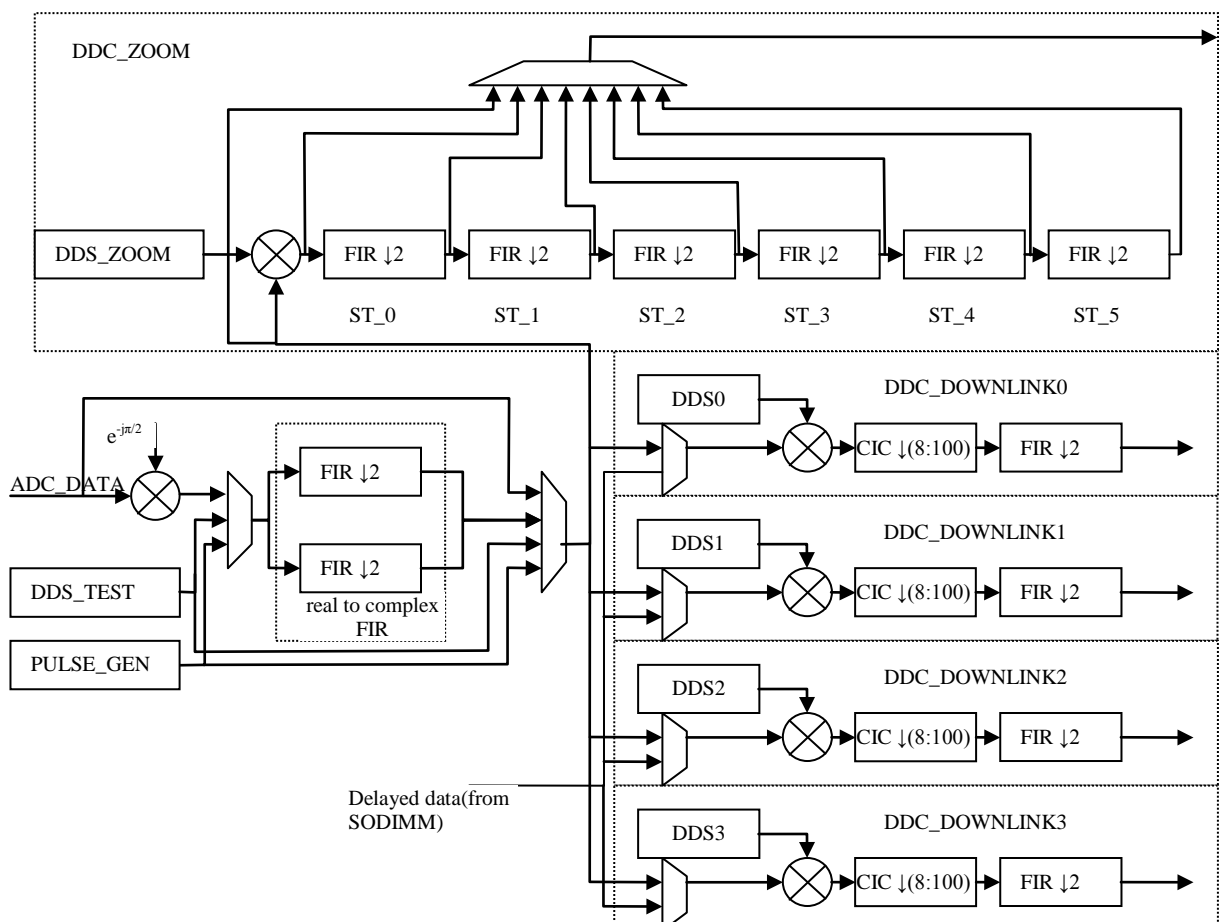 DDC_ZOOM
DDS_ZOOM
FIR ↓2
FIR ↓2
FIR ↓2
FIR ↓2
FIR ↓2
FIR ↓2
ST_0
ST_1
ST_2
ST_3
ST_4
ST_5
e-jπ/2
ADC_DATA
FIR ↓2
FIR ↓2
real to complex
FIR
DDS_TEST
PULSE_GEN
Delayed data(from
SODIMM)
DDC_DOWNLINK0
DDS0
CIC ↓(8:100)
FIR ↓2
DDC_DOWNLINK1
DDS1
CIC ↓(8:100)
FIR ↓2
DDC_DOWNLINK2
DDS2
CIC ↓(8:100)
FIR ↓2
DDC_DOWNLINK3
DDS3
CIC ↓(8:100)
FIR ↓2